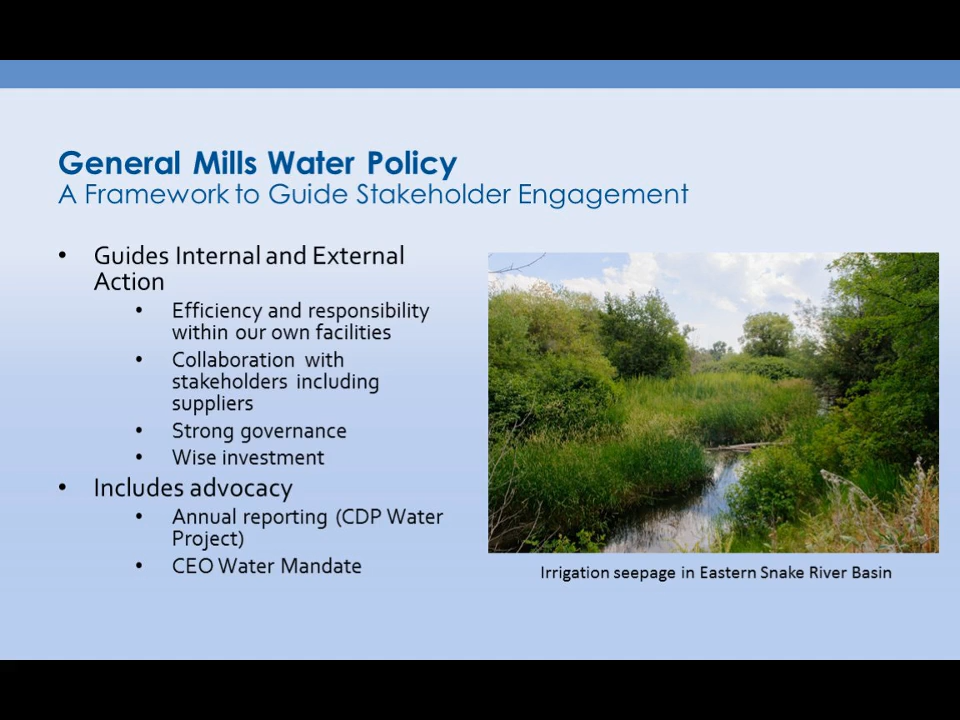 General Mills Water Policy
A Framework to Guide Stakeholder Engagement
• Guides Internal and External
Action
• Efficiency and responsibility
within our own facilities
• Collaboration with
stakeholders including
suppliers
• Strong governance
• Wise investment
• Includes advocacy
• Annual reporting (CDP Water
Project)
• CEO Water Mandate
Irrigation seepage in Eastern Snake River Basin